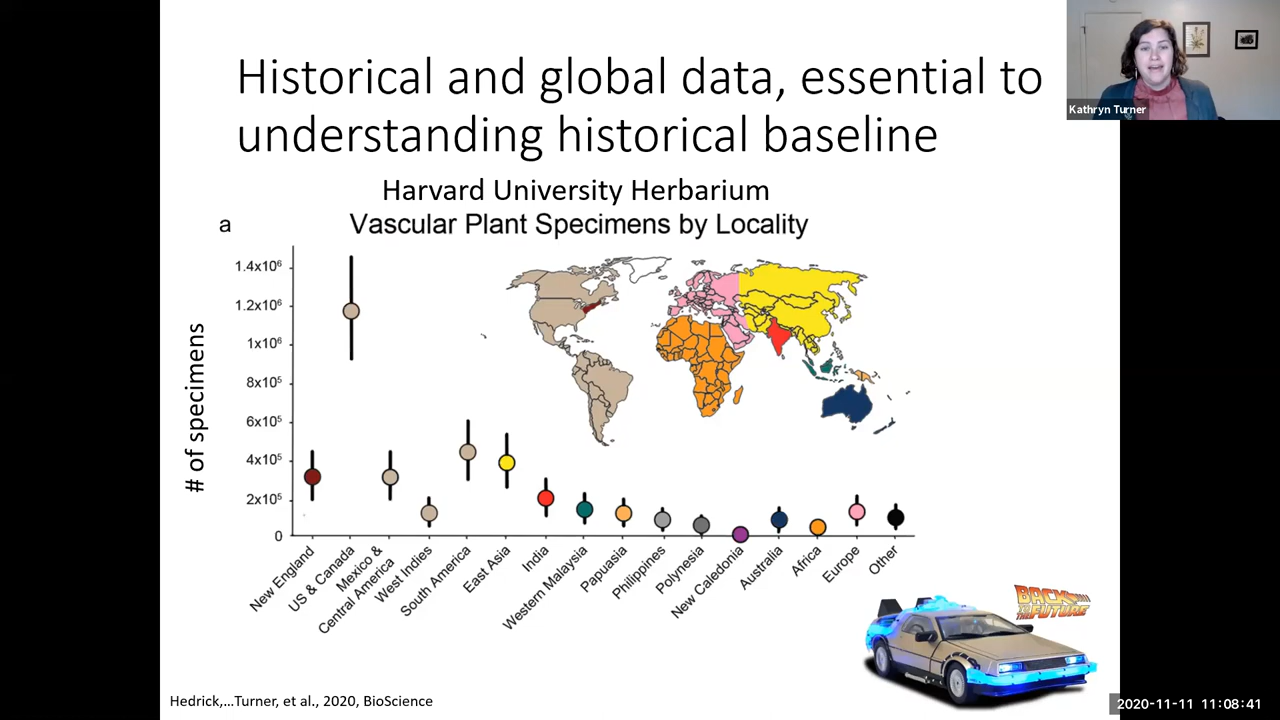 Historical and global data, essential to
understanding historical baseline
Kathryn Turner
Harvard University Herbarium
a
Vascular Plant Specimens by Locality
# of specimens
1.4x10⁶
1.2x10⁶
1x10⁶
8x10⁵
6x10⁵
4x10⁵
2x10⁵
0
New England
US & Canada
Mexico &
Central America
West Indies
South America
East Asia
India
Western Malaysia
Papuasia
Philippines
Polynesia
New Caledonia
Australia
Africa
Europe
Other
BACK
TO THE
FUTURE
Hedrick,...Turner, et al., 2020, BioScience
2020-11-11 11:08:41